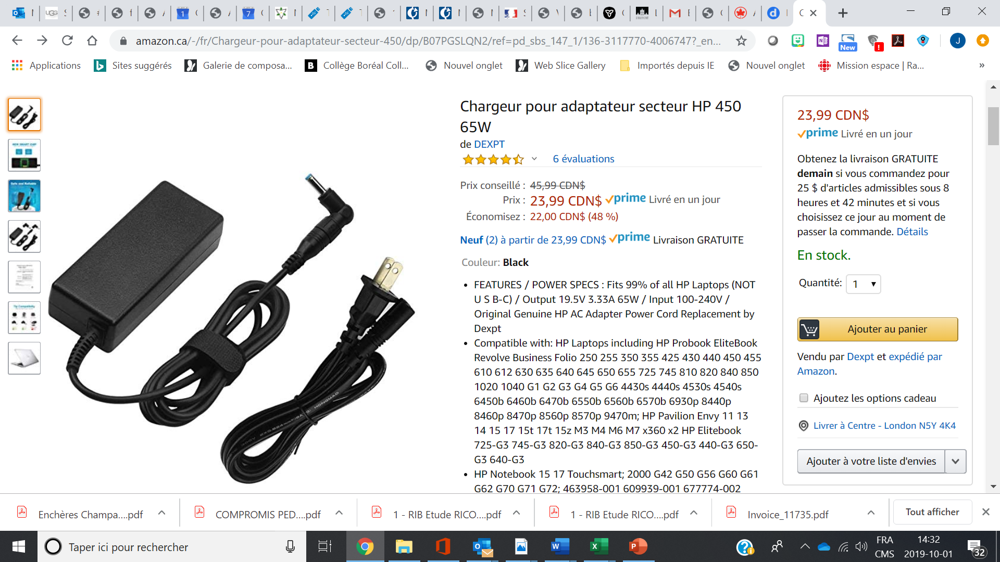 amazon.ca/-/fr/Chargeur-pour-adaptateur-secteur-450/dp/B07PGSLQN2/ref=pd_sbs_147_1/136-3117770-4006747?_en...
New
J
Applications
Sites suggérés
Galerie de composa...
Collège Boréal Coll...
Nouvel onglet
Web Slice Gallery
Importés depuis IE
Nouvel onglet
Mission espace | Ra...
»
Chargeur pour adaptateur secteur HP 450
65W
de DEXPT
6 évaluations
Prix conseillé : 45,99 CDN$
Prix : 23,99 CDN$ prime Livré en un jour
Économisez : 22,00 CDN$ (48 %)
Neuf (2) à partir de 23,99 CDN$ prime Livraison GRATUITE
Couleur: Black
• FEATURES / POWER SPECS : Fits 99% of all HP Laptops (NOT
U S B-C) / Output 19.5V 3.33A 65W / Input 100-240V /
Original Genuine HP AC Adapter Power Cord Replacement by
Dexpt
• Compatible with: HP Laptops including HP Probook EliteBook
Revolve Business Folio 250 255 350 355 425 430 440 450 455
610 612 630 635 640 645 650 655 725 745 810 820 840 850
1020 1040 G1 G2 G3 G4 G5 G6 4430s 4440s 4530s 4540s
6450b 6460b 6470b 6550b 6560b 6570b 6930p 8440p
8460p 8470p 8560p 8570p 9470m; HP Pavilion Envy 11 13
14 15 17 15t 17t 15z M3 M4 M6 M7 x360 x2 HP Elitebook
725-G3 745-G3 820-G3 840-G3 850-G3 450-G3 440-G3 650-
G3 640-G3
• HP Notebook 15 17 Touchsmart; 2000 G42 G50 G56 G60 G61
G62 G70 G71 G72; 463958-001 609939-001 677774-002
23,99 CDN$
prime Livré en un jour
Obtenez la livraison GRATUITE
demain si vous commandez pour
25 $ d'articles admissibles sous 8
heures et 42 minutes et si vous
choisissez ce jour au moment de
passer la commande. Détails
En stock.
Quantité: 1
Ajouter au panier
Vendu par Dexpt et expédié par
Amazon.
Ajoutez les options cadeau
Livrer à Centre - London N5Y 4K4
Ajouter à votre liste d'envies
Enchères Champa....pdf
COMPROMIS PED....pdf
1 - RIB Etude RICO....pdf
1 - RIB Etude RICO....pdf
Invoice_11735.pdf
Tout afficher
Taper ici pour rechercher
FRA
CMS
14:32
2019-10-01
32